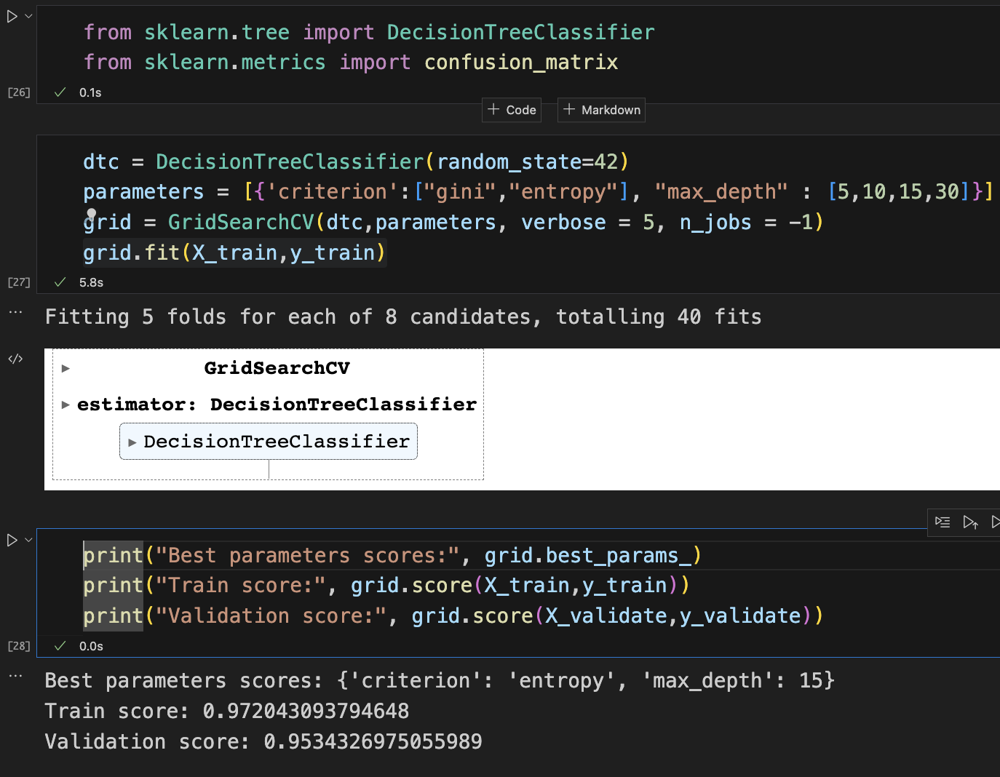 from sklearn.tree import DecisionTreeClassifier
from sklearn.metrics import confusion_matrix
[26] 0.1s
+ Code + Markdown
dtc = DecisionTreeClassifier(random_state=42)
parameters = [{'criterion':["gini","entropy"], "max_depth" : [5,10,15,30]}]
grid = GridSearchCV(dtc,parameters, verbose = 5, n_jobs = -1)
grid.fit(X_train,y_train)
[27] 5.8s
Fitting 5 folds for each of 8 candidates, totalling 40 fits
GridSearchCV
estimator: DecisionTreeClassifier
DecisionTreeClassifier
print("Best parameters scores:", grid.best_params_)
print("Train score:", grid.score(X_train,y_train))
print("Validation score:", grid.score(X_validate,y_validate))
[28] 0.0s
Best parameters scores: {'criterion': 'entropy', 'max_depth': 15}
Train score: 0.972043093794648
Validation score: 0.9534326975055989